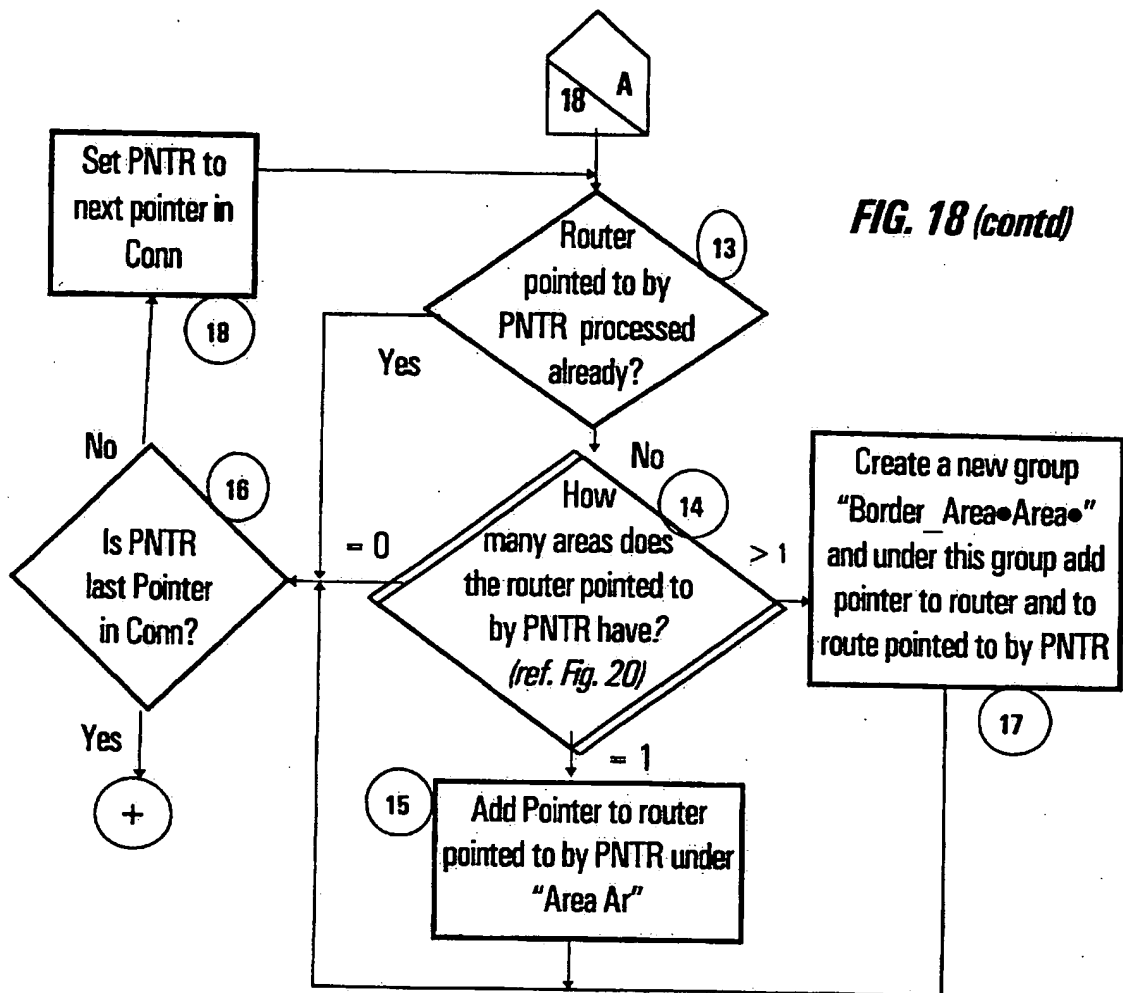 A
18
Set PNTR to
next pointer in
Conn
18
FIG. 18 (contd)
Router
pointed to by
PNTR processed
already?
13
Yes
No
No
Is PNTR
last Pointer
in Conn?
16
Yes
+
How
many areas does
the router pointed to
by PNTR have?
(ref. Fig. 20)
14
= 0
> 1
= 1
Create a new group
“Border_Area•Area•”
and under this group add
pointer to router and to
route pointed to by PNTR
17
15
Add Pointer to router
pointed to by PNTR under
“Area Ar”